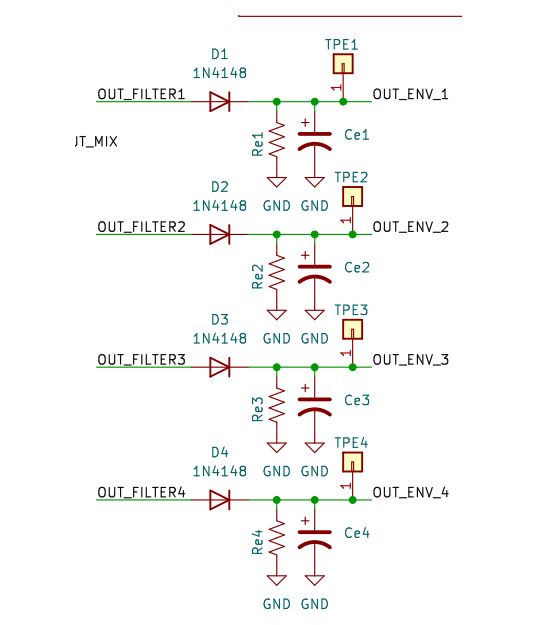 TPE1
D1
1N4148
1
OUT_FILTER1
OUT_ENV_1
+
Re1
Ce1
GND
GND
D2
1N4148
TPE2
1
OUT_FILTER2
OUT_ENV_2
+
Re2
Ce2
GND
GND
D3
1N4148
TPE3
1
OUT_FILTER3
OUT_ENV_3
+
Re3
Ce3
GND
GND
D4
1N4148
TPE4
1
OUT_FILTER4
OUT_ENV_4
+
Re4
Ce4
GND
GND